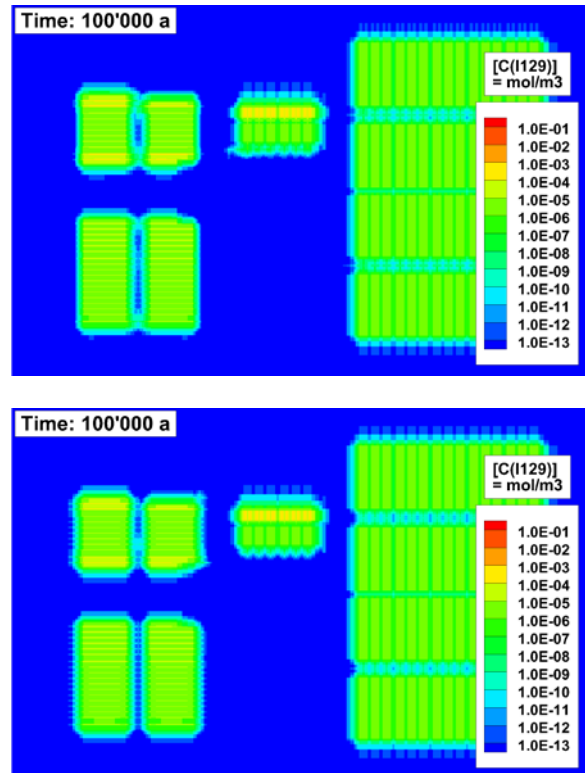 Time: 100'000 a
[C(I129)]
= mol/m3
1.0E-01
1.0E-02
1.0E-03
1.0E-04
1.0E-05
1.0E-06
1.0E-07
1.0E-08
1.0E-09
1.0E-10
1.0E-11
1.0E-12
1.0E-13
Time: 100'000 a
[C(I129)]
= mol/m3
1.0E-01
1.0E-02
1.0E-03
1.0E-04
1.0E-05
1.0E-06
1.0E-07
1.0E-08
1.0E-09
1.0E-10
1.0E-11
1.0E-12
1.0E-13